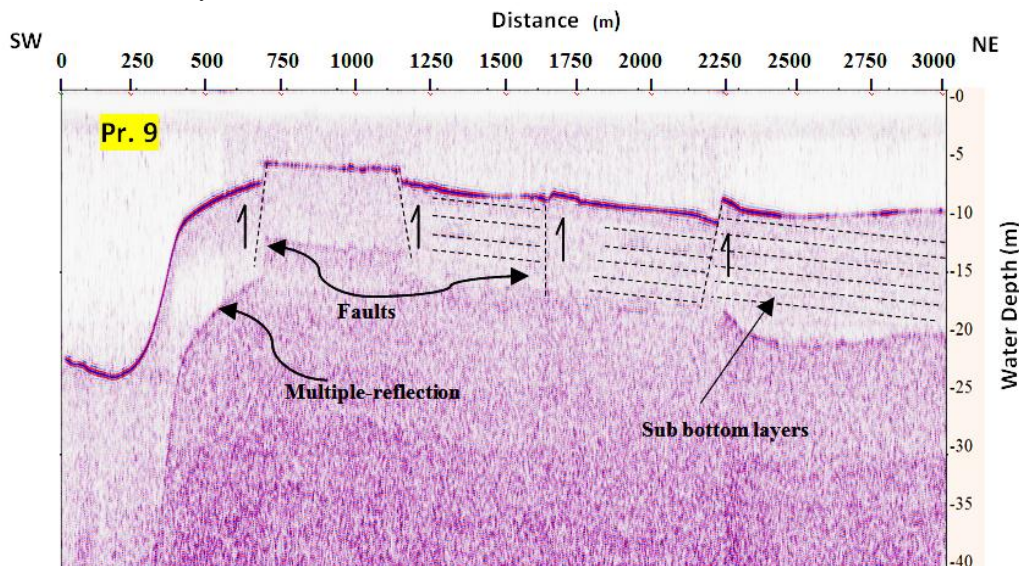 Distance (m)
SW
NE
0 250 500 750 1000 1250 1500 1750 2000 2250 2500 2750 3000
Pr. 9
-0
-5
-10
-15
-20
-25
-30
-35
-40
Water Depth (m)
Faults
Multiple-reflection
Sub bottom layers